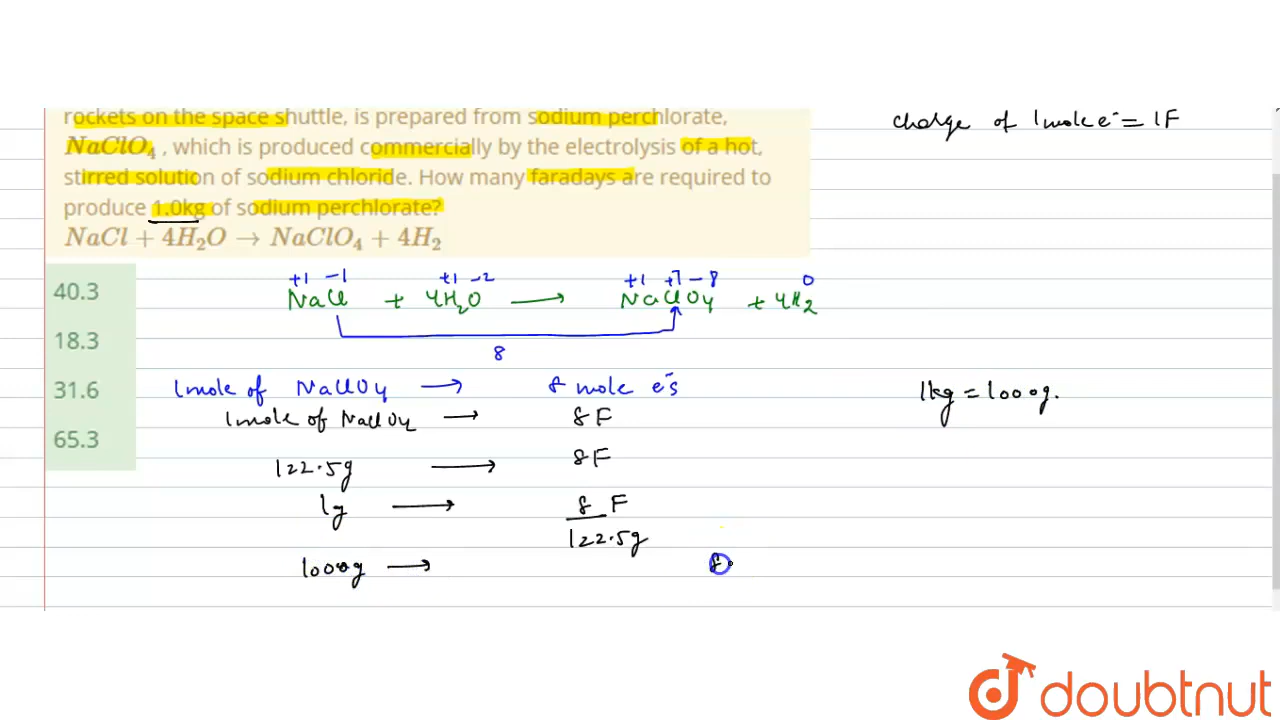 rockets on the space shuttle, is prepared from sodium perchlorate,
NaClO₄ , which is produced commercially by the electrolysis of a hot,
stirred solution of sodium chloride. How many faradays are required to
produce 1.0kg of sodium perchlorate?
NaCl + 4H₂O → NaClO₄ + 4H₂
charge of 1mole e⁻ = 1F
40.3
18.3
31.6
65.3
+1 -1 +1 -2 +1 +7 -8 0
NaCl + 4H₂O → NaClO₄ + 4H₂
8
1mole of NaClO₄ → 8 mole e⁻s
1mole of NaClO₄ → 8F
122.5g → 8F
1g → 8 F
122.5g
1000g → 8
1kg = 1000g.
doubtnut